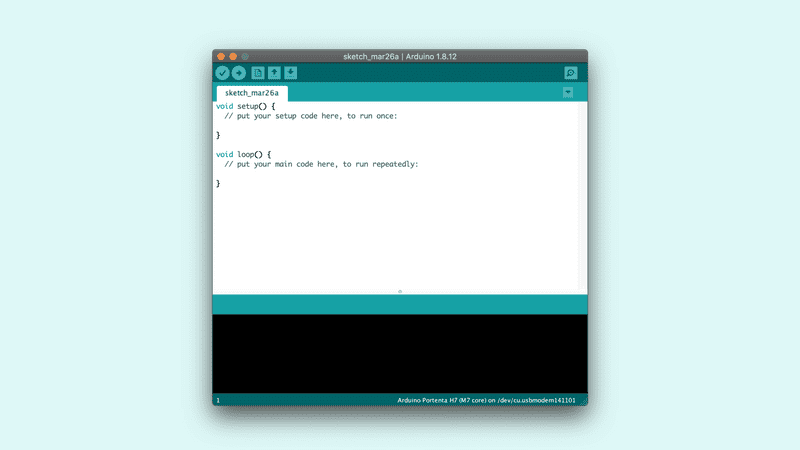 sketch_mar26a | Arduino 1.8.12
sketch_mar26a
void setup() {
  // put your setup code here, to run once:
}
void loop() {
  // put your main code here, to run repeatedly:
}
1
Arduino Portenta H7 (M7 core) on /dev/cu.usbmodem141101